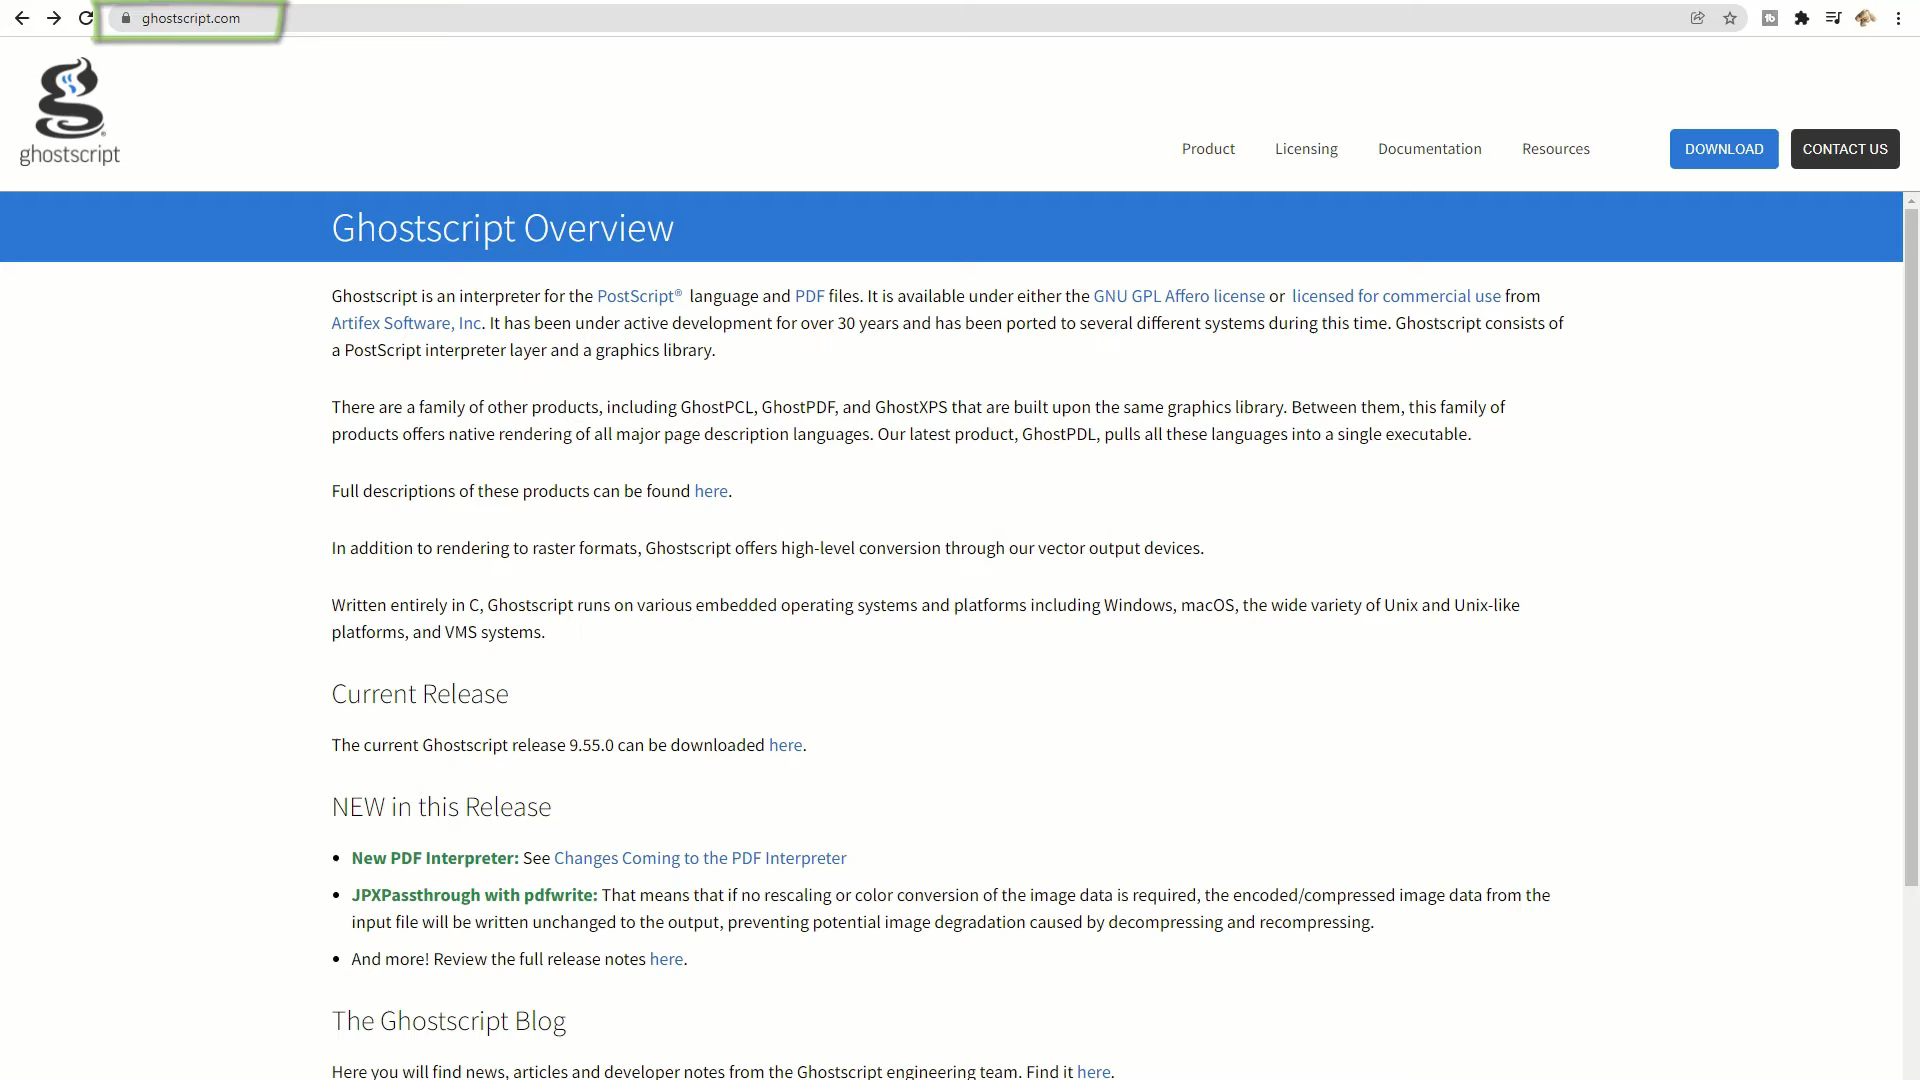 ghostscript.com
ghostscript
Product Licensing Documentation Resources DOWNLOAD CONTACT US
Ghostscript Overview
Ghostscript is an interpreter for the PostScript® language and PDF files. It is available under either the GNU GPL Affero license or licensed for commercial use from
Artifex Software, Inc. It has been under active development for over 30 years and has been ported to several different systems during this time. Ghostscript consists of
a PostScript interpreter layer and a graphics library.
There are a family of other products, including GhostPCL, GhostPDF, and GhostXPS that are built upon the same graphics library. Between them, this family of
products offers native rendering of all major page description languages. Our latest product, GhostPDL, pulls all these languages into a single executable.
Full descriptions of these products can be found here.
In addition to rendering to raster formats, Ghostscript offers high-level conversion through our vector output devices.
Written entirely in C, Ghostscript runs on various embedded operating systems and platforms including Windows, macOS, the wide variety of Unix and Unix-like
platforms, and VMS systems.
Current Release
The current Ghostscript release 9.55.0 can be downloaded here.
NEW in this Release
• New PDF Interpreter: See Changes Coming to the PDF Interpreter
• JPXPassthrough with pdfwrite: That means that if no rescaling or color conversion of the image data is required, the encoded/compressed image data from the
input file will be written unchanged to the output, preventing potential image degradation caused by decompressing and recompressing.
• And more! Review the full release notes here.
The Ghostscript Blog
Here you will find news, articles and developer notes from the Ghostscript engineering team. Find it here.